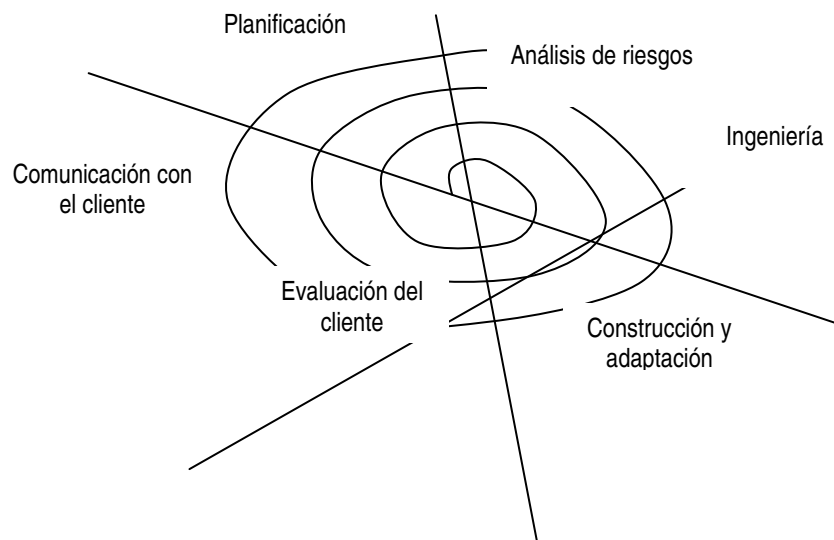 Planificación
Análisis de riesgos
Ingeniería
Comunicación con
el cliente
Evaluación del
cliente
Construcción y
adaptación